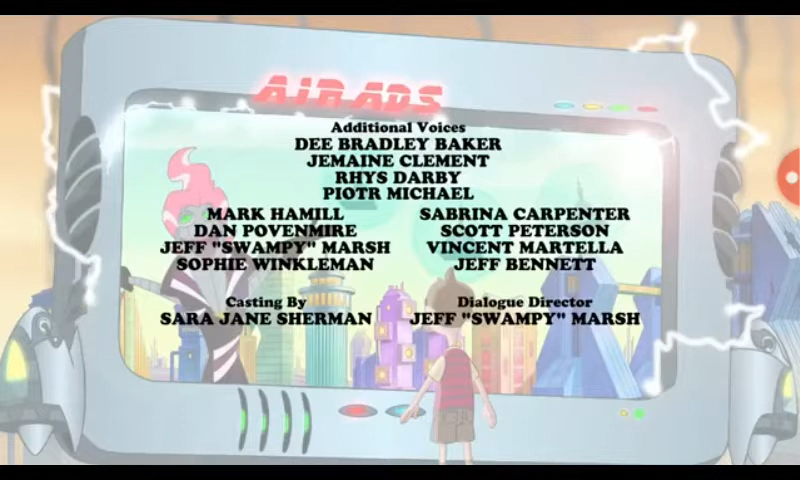 AIR ADS
Additional Voices
DEE BRADLEY BAKER
JEMAINE CLEMENT
RHYS DARBY
PIOTR MICHAEL
MARK HAMILL
DAN POVENMIRE
JEFF "SWAMPY" MARSH
SOPHIE WINKLEMAN
SABRINA CARPENTER
SCOTT PETERSON
VINCENT MARTELLA
JEFF BENNETT
Casting By
SARA JANE SHERMAN
Dialogue Director
JEFF "SWAMPY" MARSH